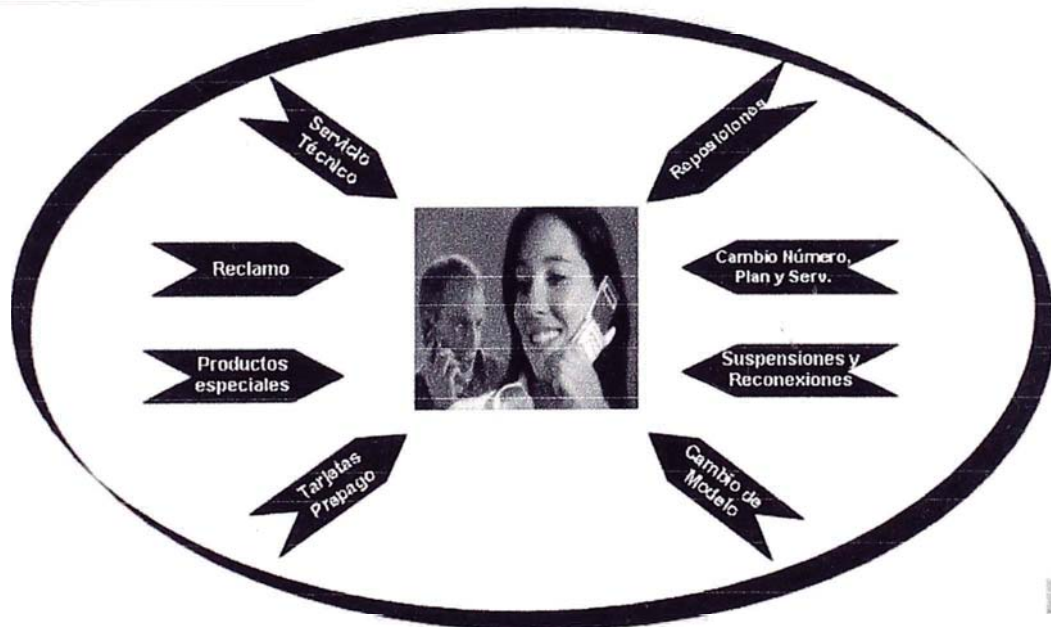 Servicio
Técnico
Reposiciones
Reclamo
Cambio Número,
Plan y Serv.
Productos
especiales
Suspensiones y
Reconexiones
Tarjetas
Prepago
Cambio de
Modelo